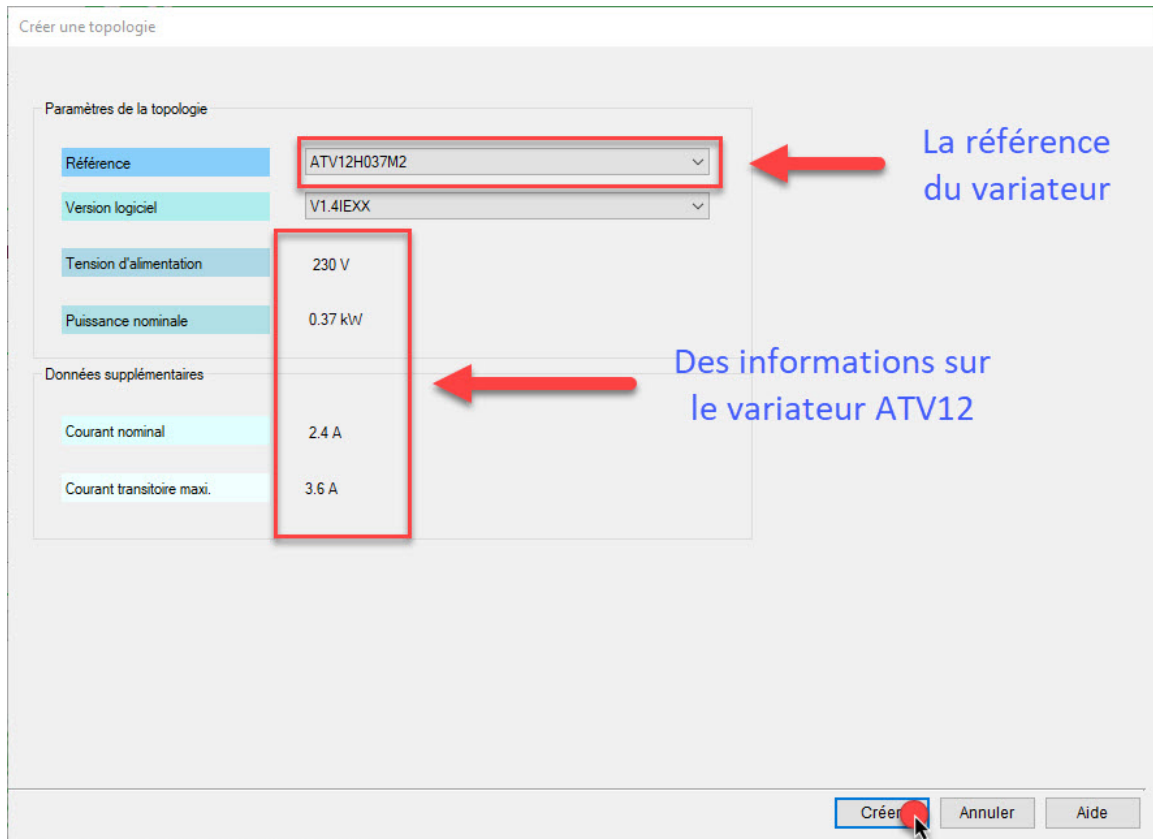 Créer une topologie
Paramètres de la topologie
Référence
ATV12H037M2
La référence
du variateur
Version logiciel
V1.4IEXX
Tension d'alimentation
230 V
Puissance nominale
0.37 kW
Des informations sur
le variateur ATV12
Données supplémentaires
Courant nominal
2.4 A
Courant transitoire maxi.
3.6 A
Créer
Annuler
Aide